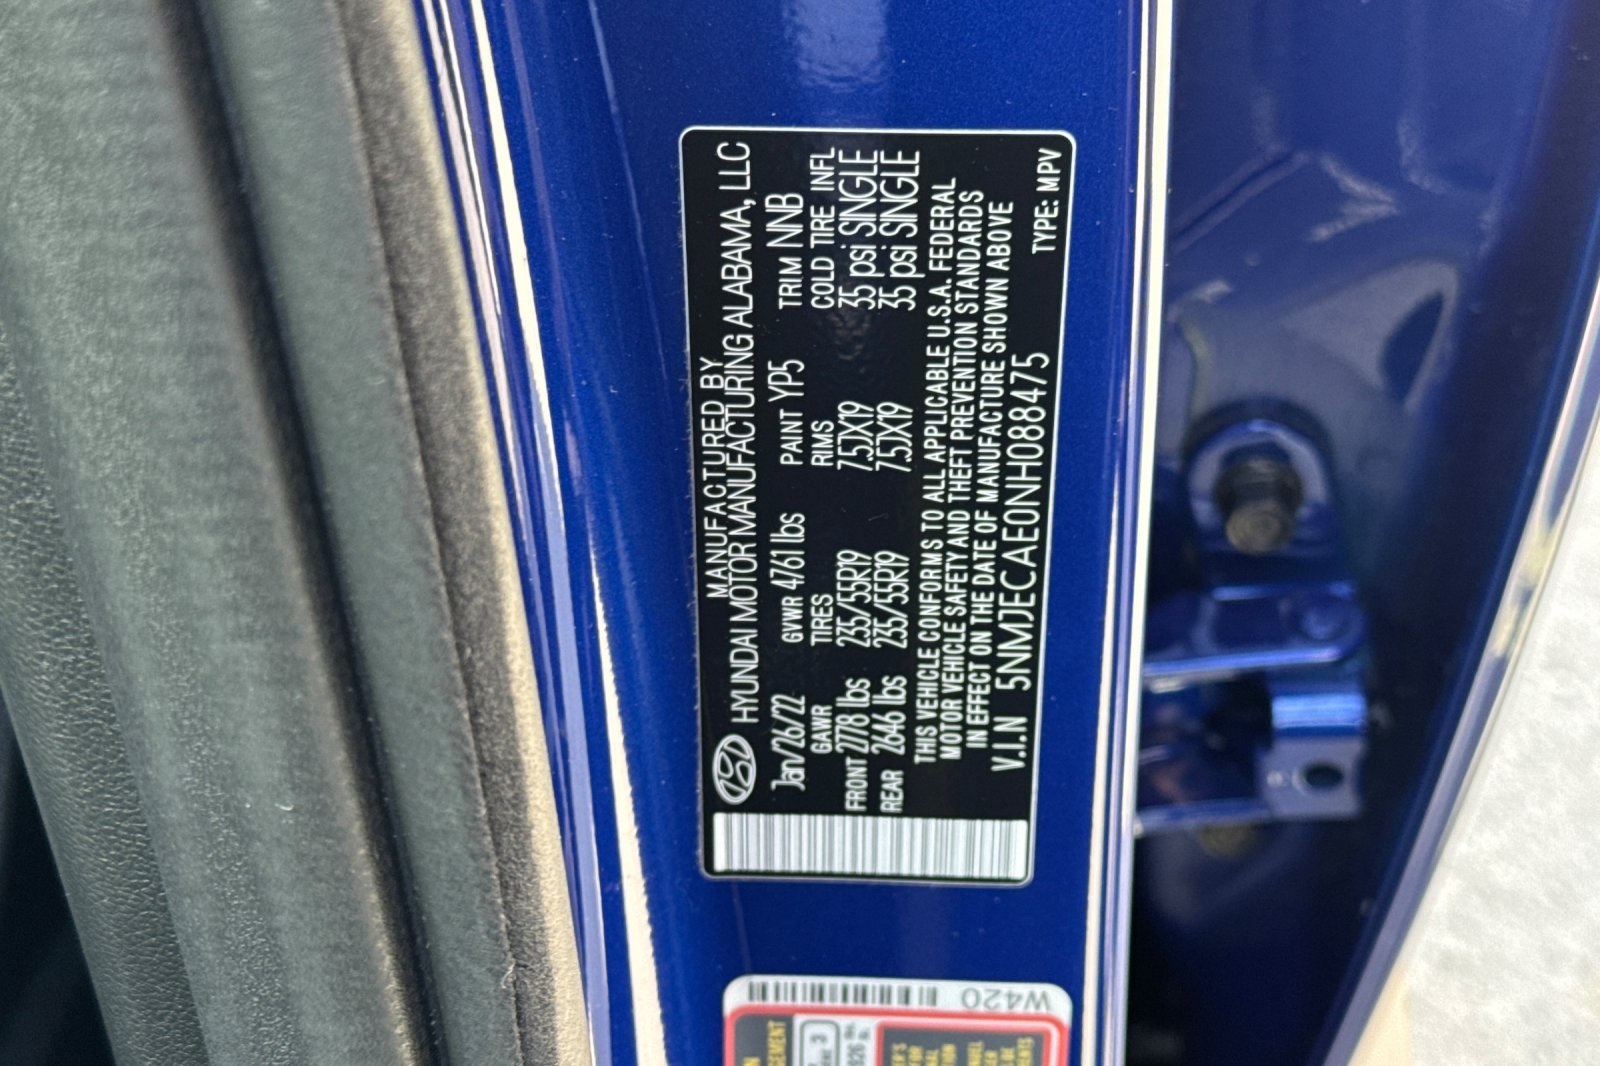 MANUFACTURED BY
HYUNDAI MOTOR MANUFACTURING ALABAMA, LLC
Jan/26/22 GVWR 4761 lbs PAINT YP5 TRIM NNB
GAWR TIRES RIMS COLD TIRE INFL
FRONT 2778 lbs 235/55R19 7.5JX19 35 psi SINGLE
REAR 2646 lbs 235/55R19 7.5JX19 35 psi SINGLE
THIS VEHICLE CONFORMS TO ALL APPLICABLE U.S.A. FEDERAL
MOTOR VEHICLE SAFETY AND THEFT PREVENTION STANDARDS
IN EFFECT ON THE DATE OF MANUFACTURE SHOWN ABOVE
V.I.N 5NMJECAE0NH088475 TYPE: MPV
W420